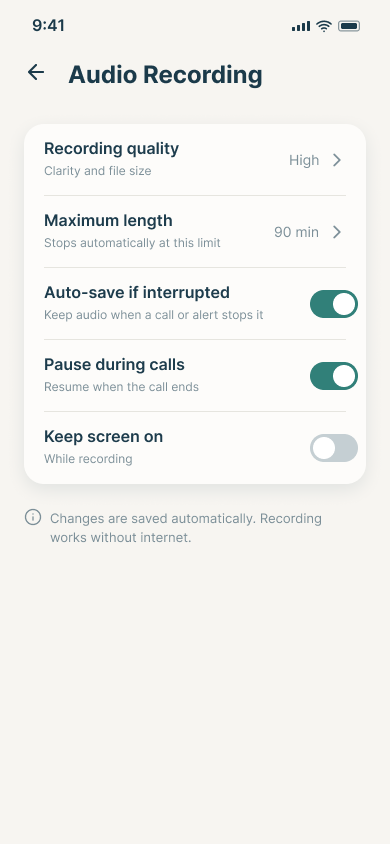 9:41
Audio Recording
Recording quality
Clarity and file size
High
Maximum length
Stops automatically at this limit
90 min
Auto-save if interrupted
Keep audio when a call or alert stops it
Pause during calls
Resume when the call ends
Keep screen on
While recording
Changes are saved automatically. Recording
works without internet.